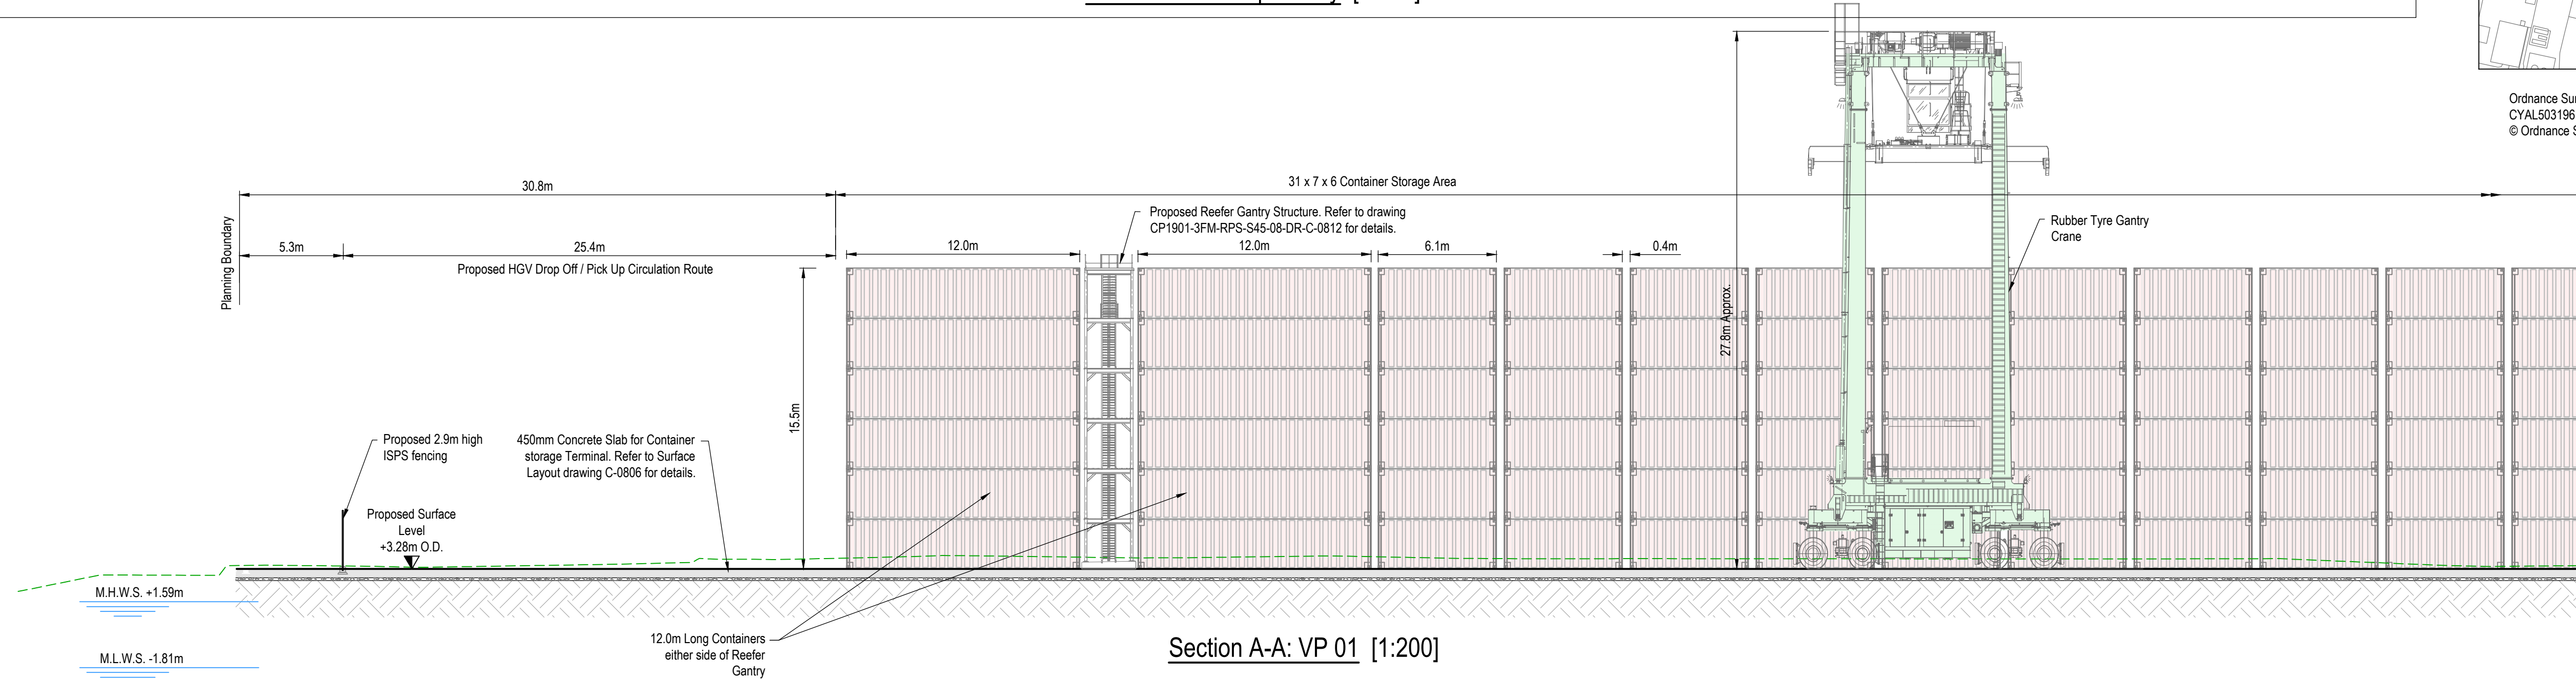 Ordnance Su
CYAL503196
© Ordnance S
30.8m
31 x 7 x 6 Container Storage Area
Planning Boundary
5.3m
25.4m
Proposed HGV Drop Off / Pick Up Circulation Route
Proposed Reefer Gantry Structure. Refer to drawing
CP1901-3FM-RPS-S45-08-DR-C-0812 for details.
12.0m
12.0m
6.1m
0.4m
Rubber Tyre Gantry
Crane
27.8m Approx.
15.5m
Proposed 2.9m high
ISPS fencing
450mm Concrete Slab for Container
storage Terminal. Refer to Surface
Layout drawing C-0806 for details.
Proposed Surface
Level
+3.28m O.D.
M.H.W.S. +1.59m
12.0m Long Containers
either side of Reefer
Gantry
M.L.W.S. -1.81m
Section A-A: VP 01 [1:200]